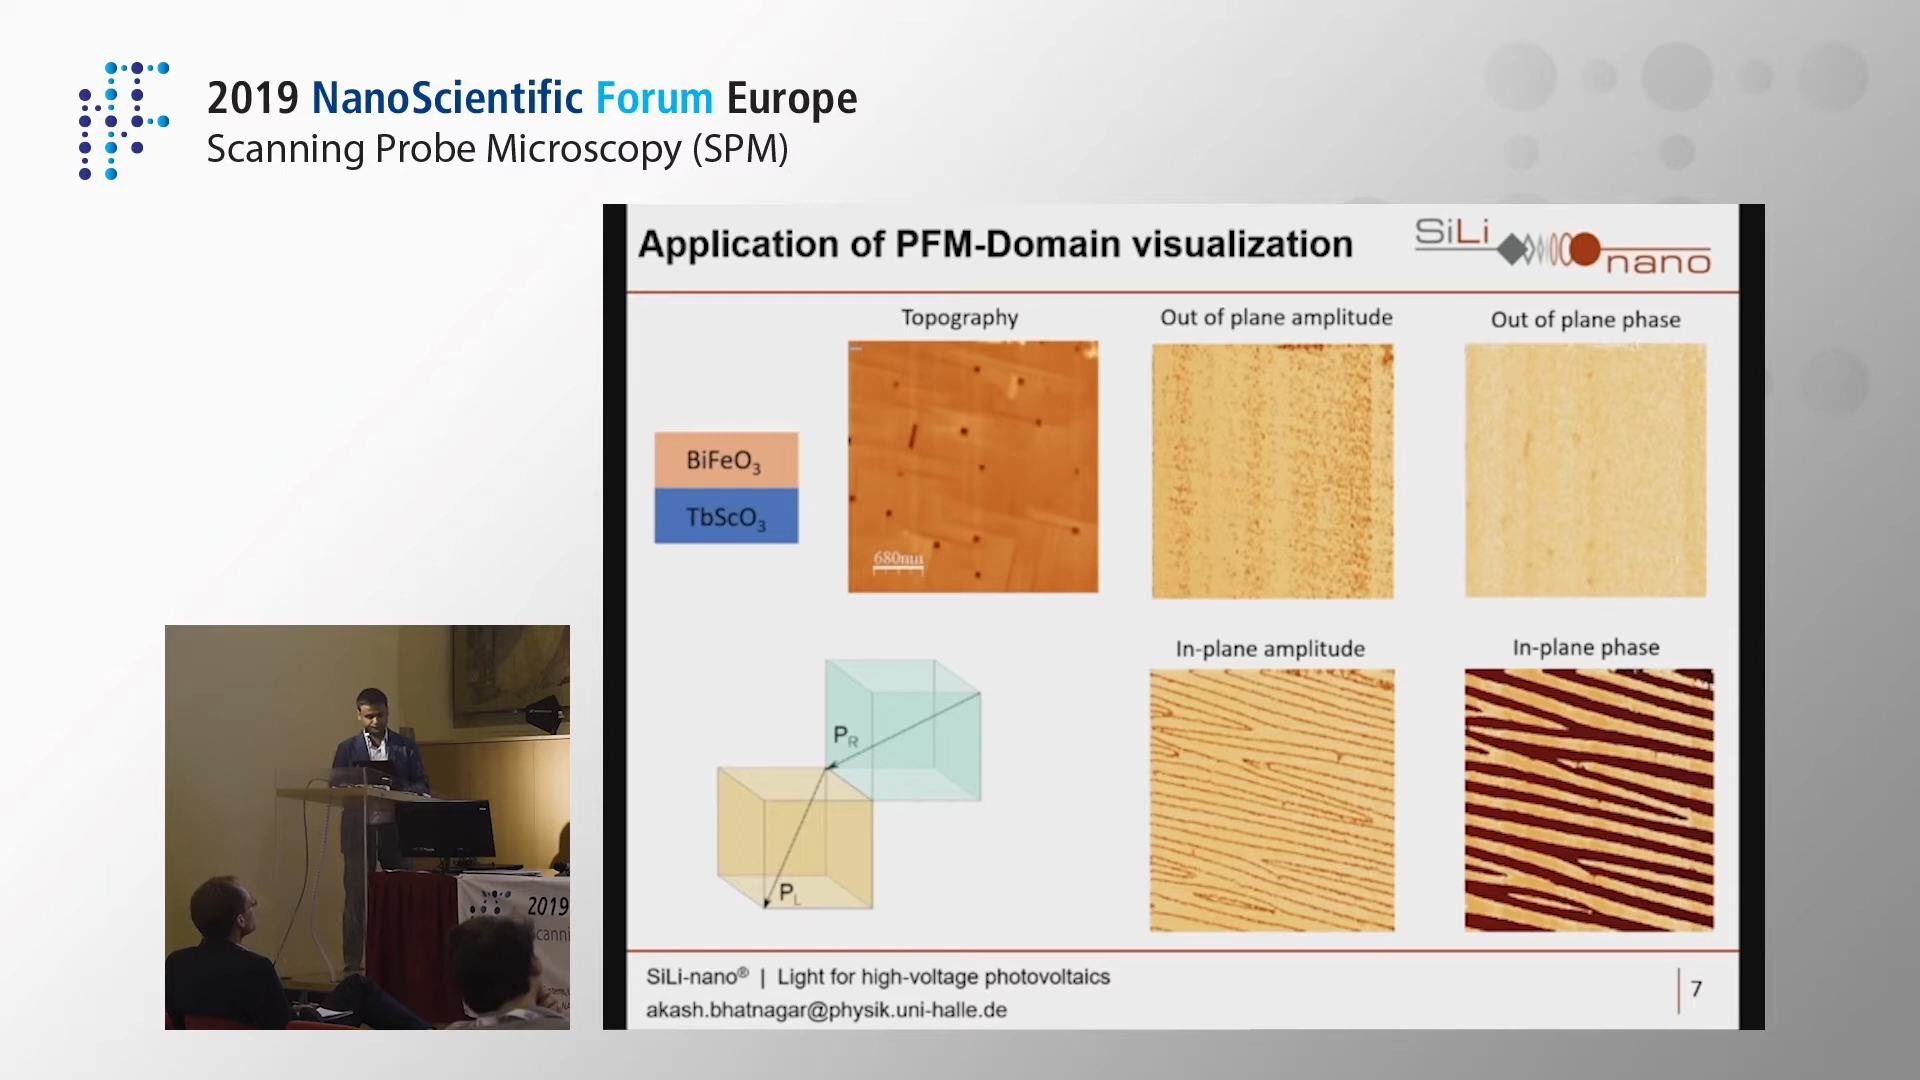 2019 NanoScientific Forum Europe
Scanning Probe Microscopy (SPM)
Application of PFM-Domain visualization
SiLi
nano
Topography
Out of plane amplitude
Out of plane phase
BiFeO3
TbScO3
680nm
In-plane amplitude
In-plane phase
PR
PL
2019
SiLi-nano® | Light for high-voltage photovoltaics
akash.bhatnagar@physik.uni-halle.de
7